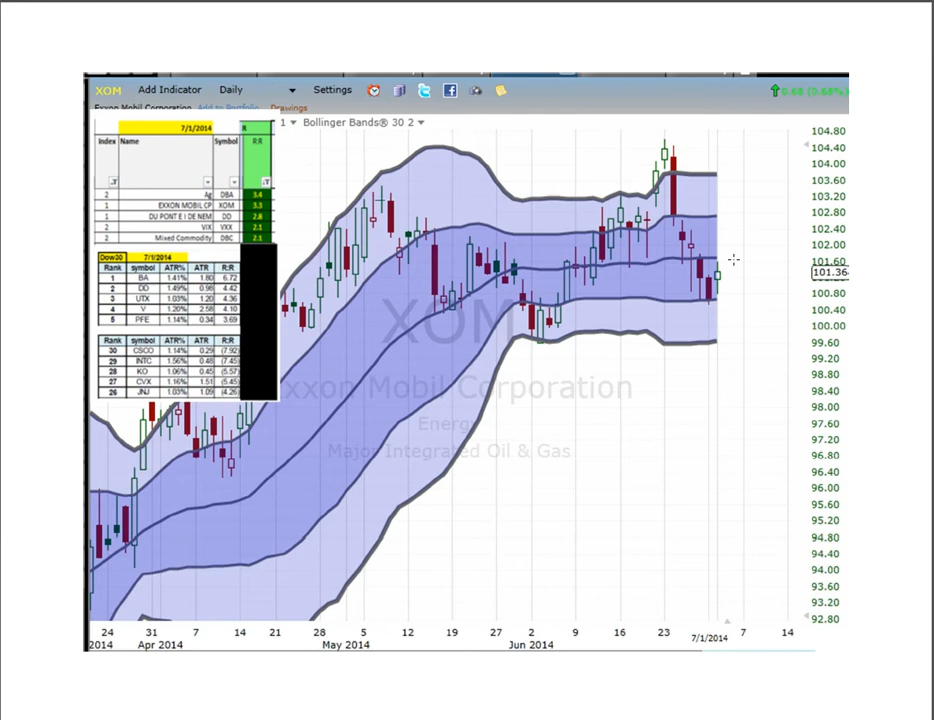 XOM Add Indicator Daily Settings 0.68 (0.68%)
Exxon Mobil Corporation Add to Portfolio Drawings
1 Bollinger Bands® 30 2
7/1/2014 R
Index Name Symbol R:R
2 Ag DBA 3.4
1 EXXON MOBIL CP XOM 3.3
1 DU PONT E I DE NEM DD 2.8
2 VIX VXX 2.1
2 Mixed Commodity DBC 2.1
Dow30 7/1/2014
Rank symbol ATR% ATR R:R
1 BA 1.41% 1.80 6.72
2 DD 1.49% 0.98 4.42
3 UTX 1.03% 1.20 4.36
4 V 1.20% 2.58 4.10
5 PFE 1.14% 0.34 3.69
Rank symbol ATR% ATR R:R
30 CSCO 1.14% 0.29 (7.92)
29 INTC 1.56% 0.48 (7.45)
28 KO 1.06% 0.45 (5.57)
27 CVX 1.16% 1.51 (5.45)
26 JNJ 1.03% 1.09 (4.26)
XOM
Exxon Mobil Corporation
Energy
Major Integrated Oil & Gas
104.80
104.40
104.00
103.60
103.20
102.80
102.40
102.00
101.60
101.36
100.80
100.40
100.00
99.60
99.20
98.80
98.40
98.00
97.60
97.20
96.80
96.40
96.00
95.60
95.20
94.80
94.40
94.00
93.60
93.20
92.80
24 31 7 14 21 28 5 12 19 27 2 9 16 23 7/1/2014 7 14
2014 Apr 2014 May 2014 Jun 2014